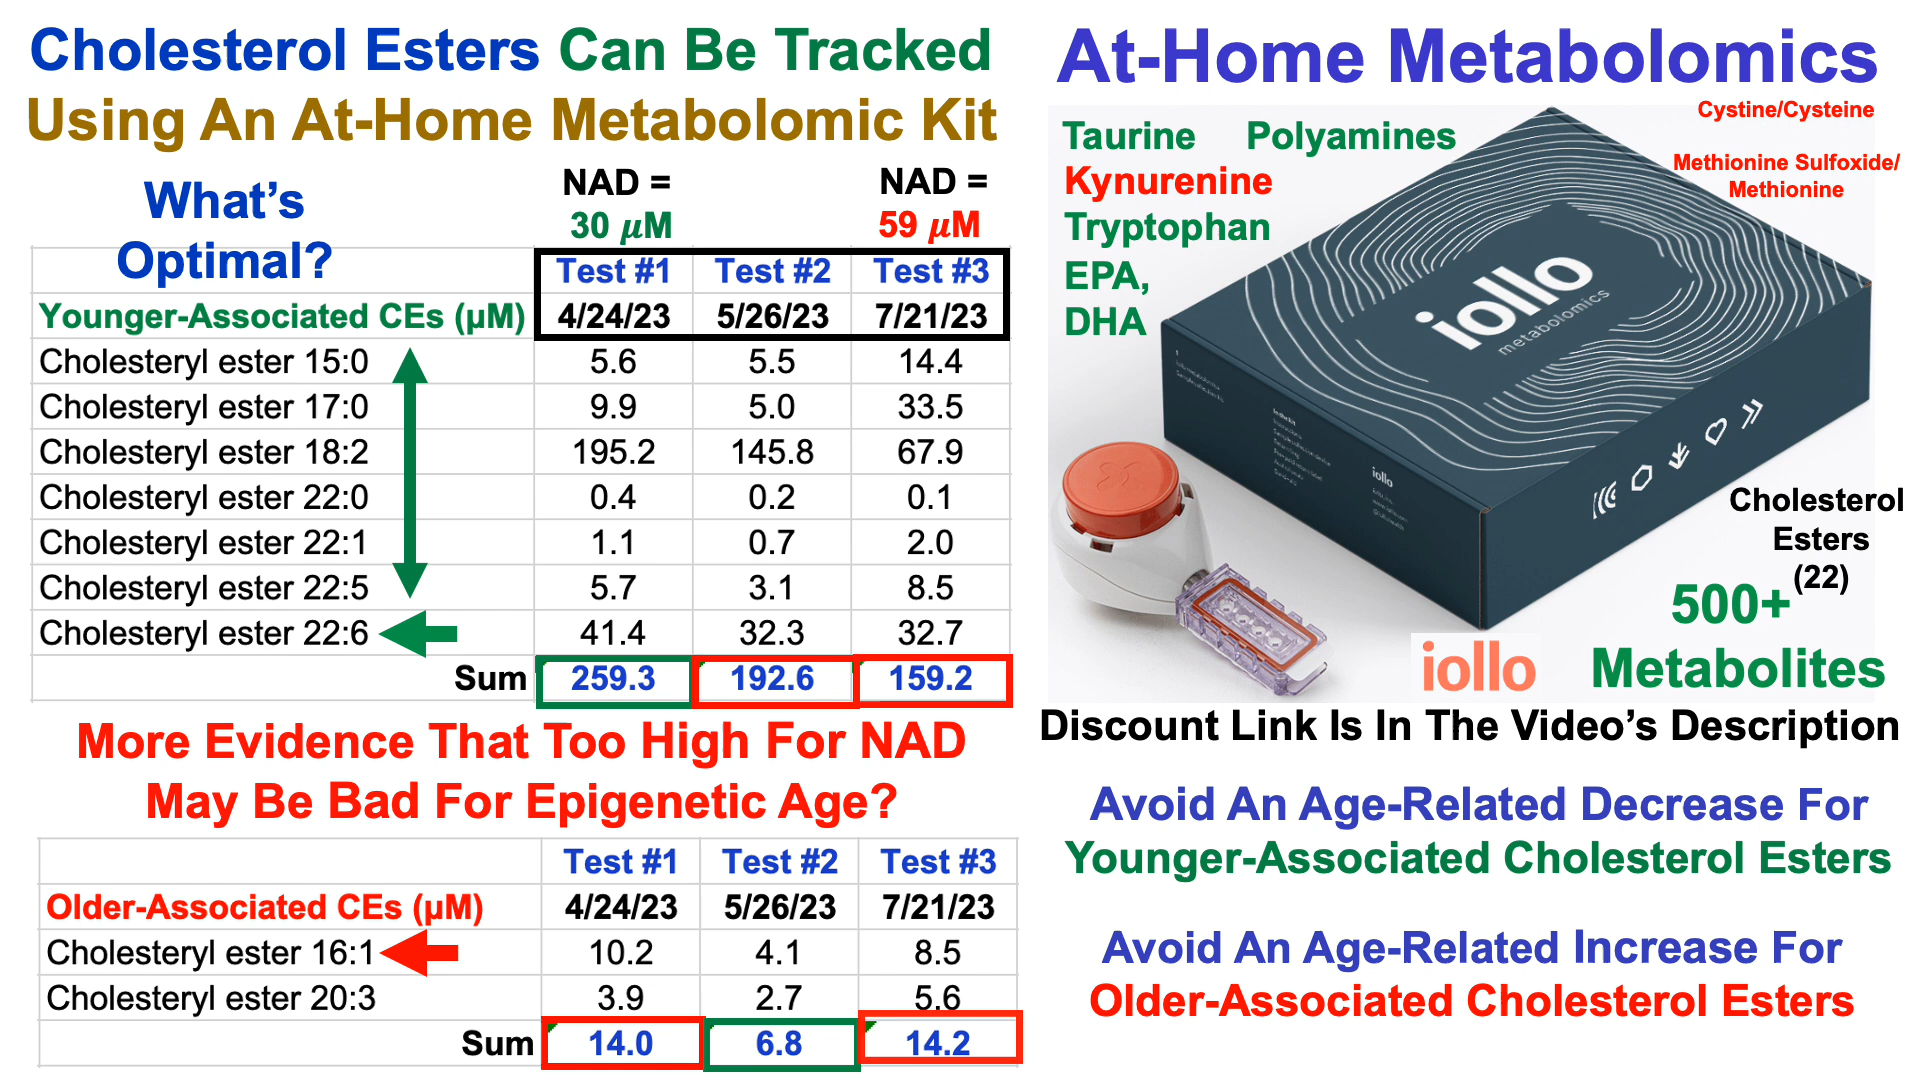 Cholesterol Esters Can Be Tracked
Using An At-Home Metabolomic Kit
What's
Optimal?
NAD =
30 µM
NAD =
59 µM
Test #1 Test #2 Test #3
Younger-Associated CEs (µM) 4/24/23 5/26/23 7/21/23
Cholesteryl ester 15:0 5.6 5.5 14.4
Cholesteryl ester 17:0 9.9 5.0 33.5
Cholesteryl ester 18:2 195.2 145.8 67.9
Cholesteryl ester 22:0 0.4 0.2 0.1
Cholesteryl ester 22:1 1.1 0.7 2.0
Cholesteryl ester 22:5 5.7 3.1 8.5
Cholesteryl ester 22:6 41.4 32.3 32.7
Sum 259.3 192.6 159.2
More Evidence That Too High For NAD
May Be Bad For Epigenetic Age?
Test #1 Test #2 Test #3
Older-Associated CEs (µM) 4/24/23 5/26/23 7/21/23
Cholesteryl ester 16:1 10.2 4.1 8.5
Cholesteryl ester 20:3 3.9 2.7 5.6
Sum 14.0 6.8 14.2
At-Home Metabolomics
Cystine/Cysteine
Taurine Polyamines
Methionine Sulfoxide/
Methionine
Kynurenine
Tryptophan
EPA,
DHA
iollo
metabolomics
iollo
Cholesterol
Esters
(22)
500+
Metabolites
iollo
Discount Link Is In The Video's Description
Avoid An Age-Related Decrease For
Younger-Associated Cholesterol Esters
Avoid An Age-Related Increase For
Older-Associated Cholesterol Esters